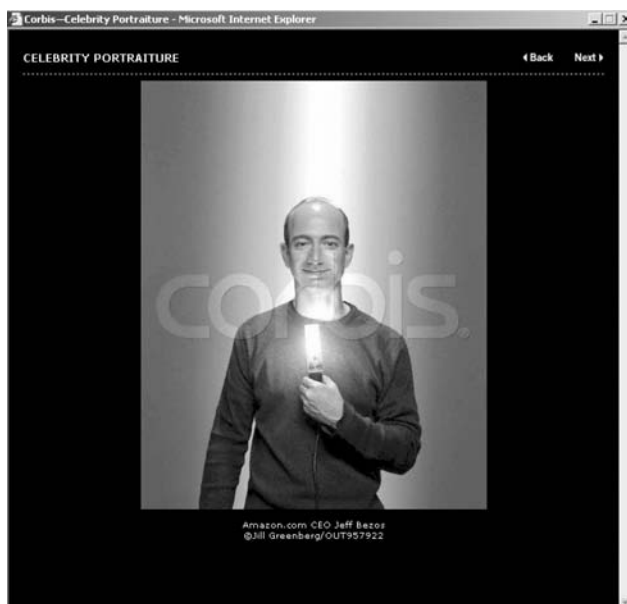 Corbis—Celebrity Portraiture - Microsoft Internet Explorer
CELEBRITY PORTRAITURE
Back Next
corbis.
Amazon.com CEO Jeff Bezos
©Jill Greenberg/OUT957922